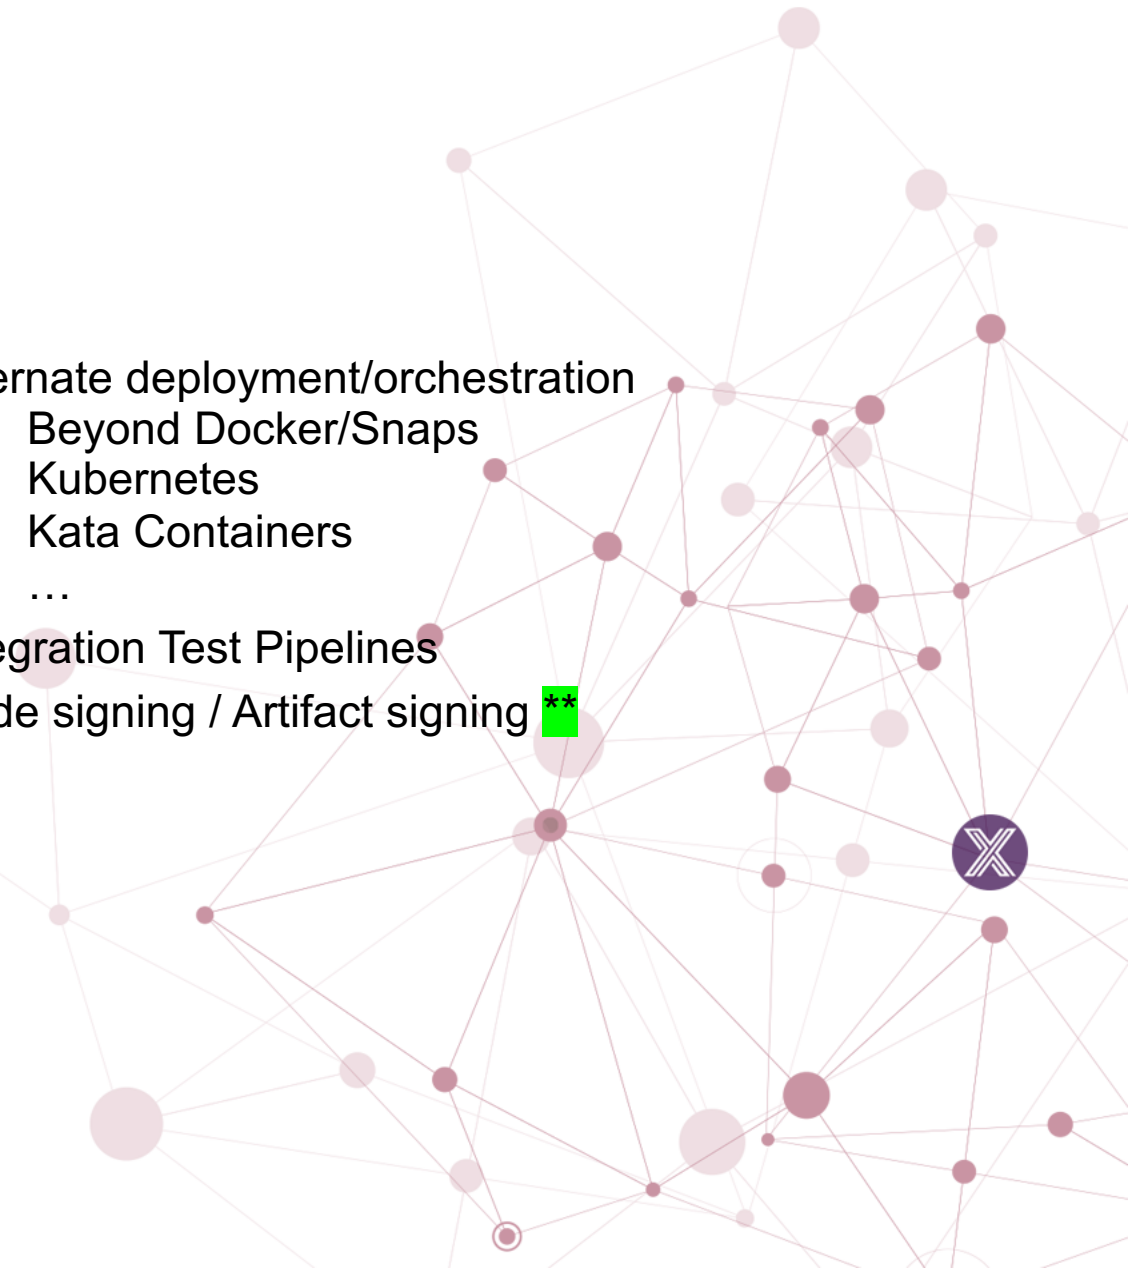 ernate deployment/orchestration
Beyond Docker/Snaps
Kubernetes
Kata Containers
…
egration Test Pipelines
de signing / Artifact signing **